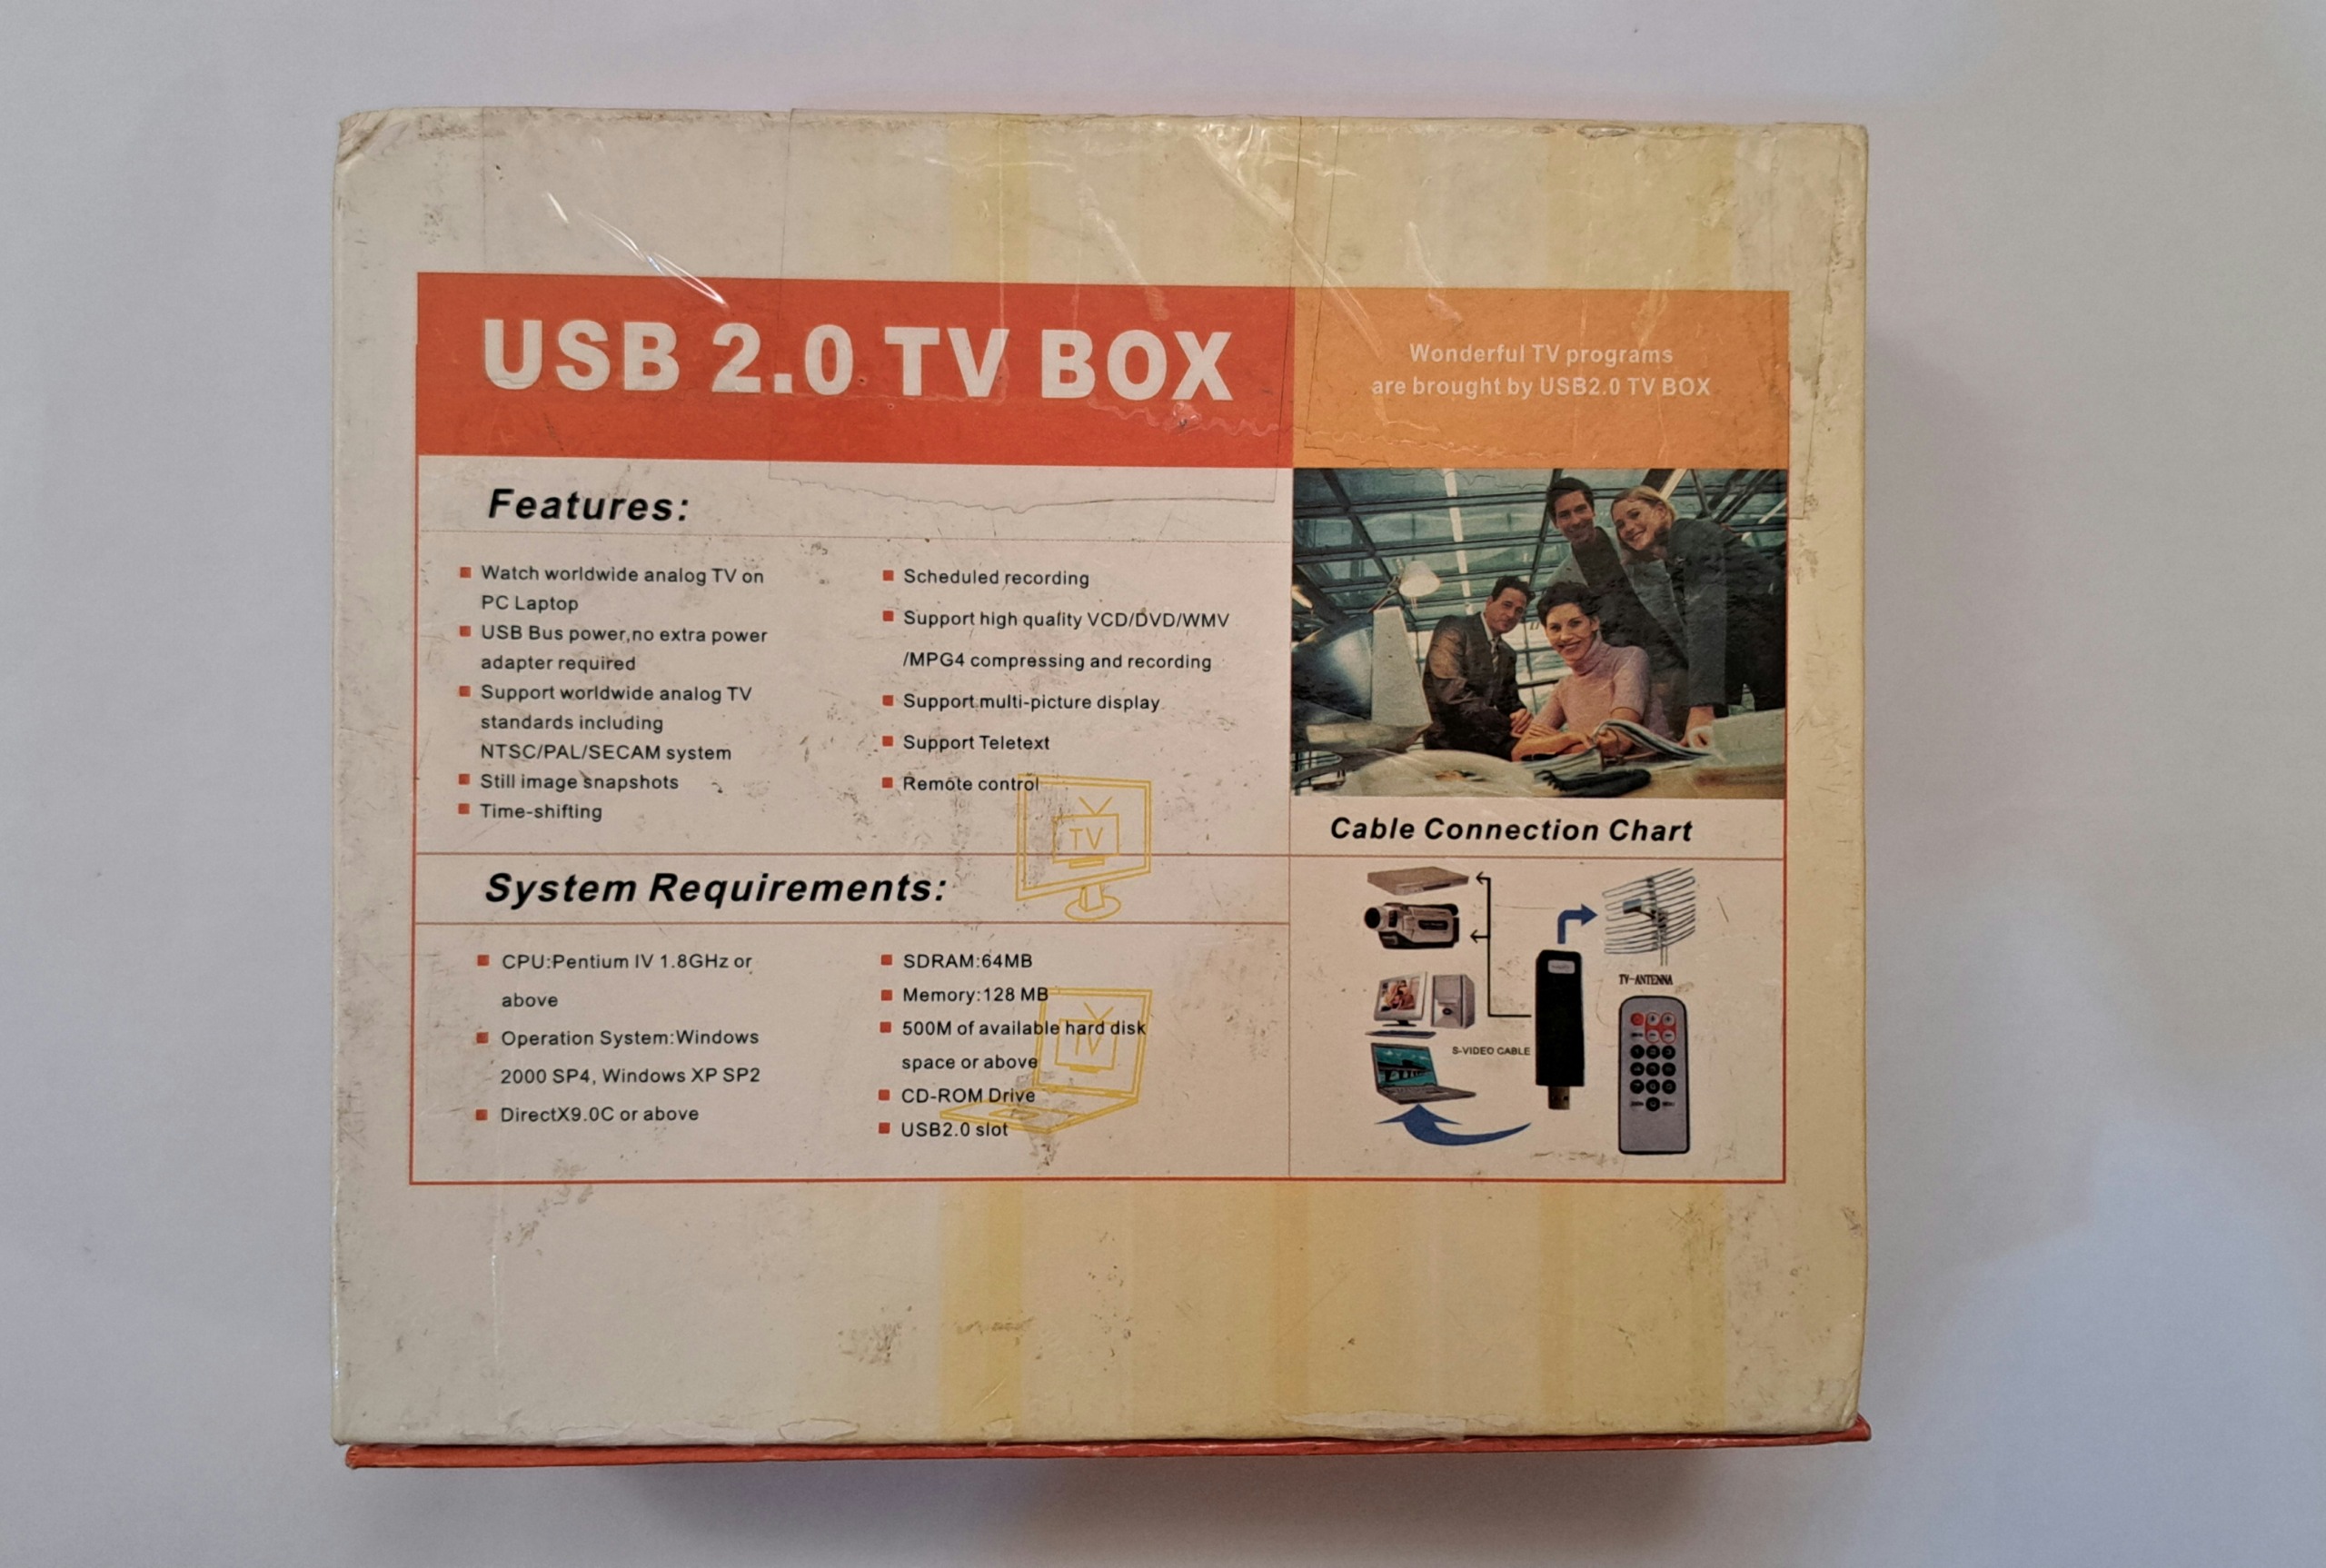 USB 2.0 TV BOX
Wonderful TV programs
are brought by USB2.0 TV BOX
Features:
Watch worldwide analog TV on
PC Laptop
USB Bus power,no extra power
adapter required
Support worldwide analog TV
standards including
NTSC/PAL/SECAM system
Still image snapshots
Time-shifting
Scheduled recording
Support high quality VCD/DVD/WMV
/MPG4 compressing and recording
Support multi-picture display
Support Teletext
Remote control
TV
System Requirements:
CPU:Pentium IV 1.8GHz or
above
Operation System:Windows
2000 SP4, Windows XP SP2
DirectX9.0C or above
SDRAM:64MB
Memory:128 MB
500M of available hard disk
space or above
CD-ROM Drive
USB2.0 slot
TV
Cable Connection Chart
TV-ANTENNA
S-VIDEO CABLE